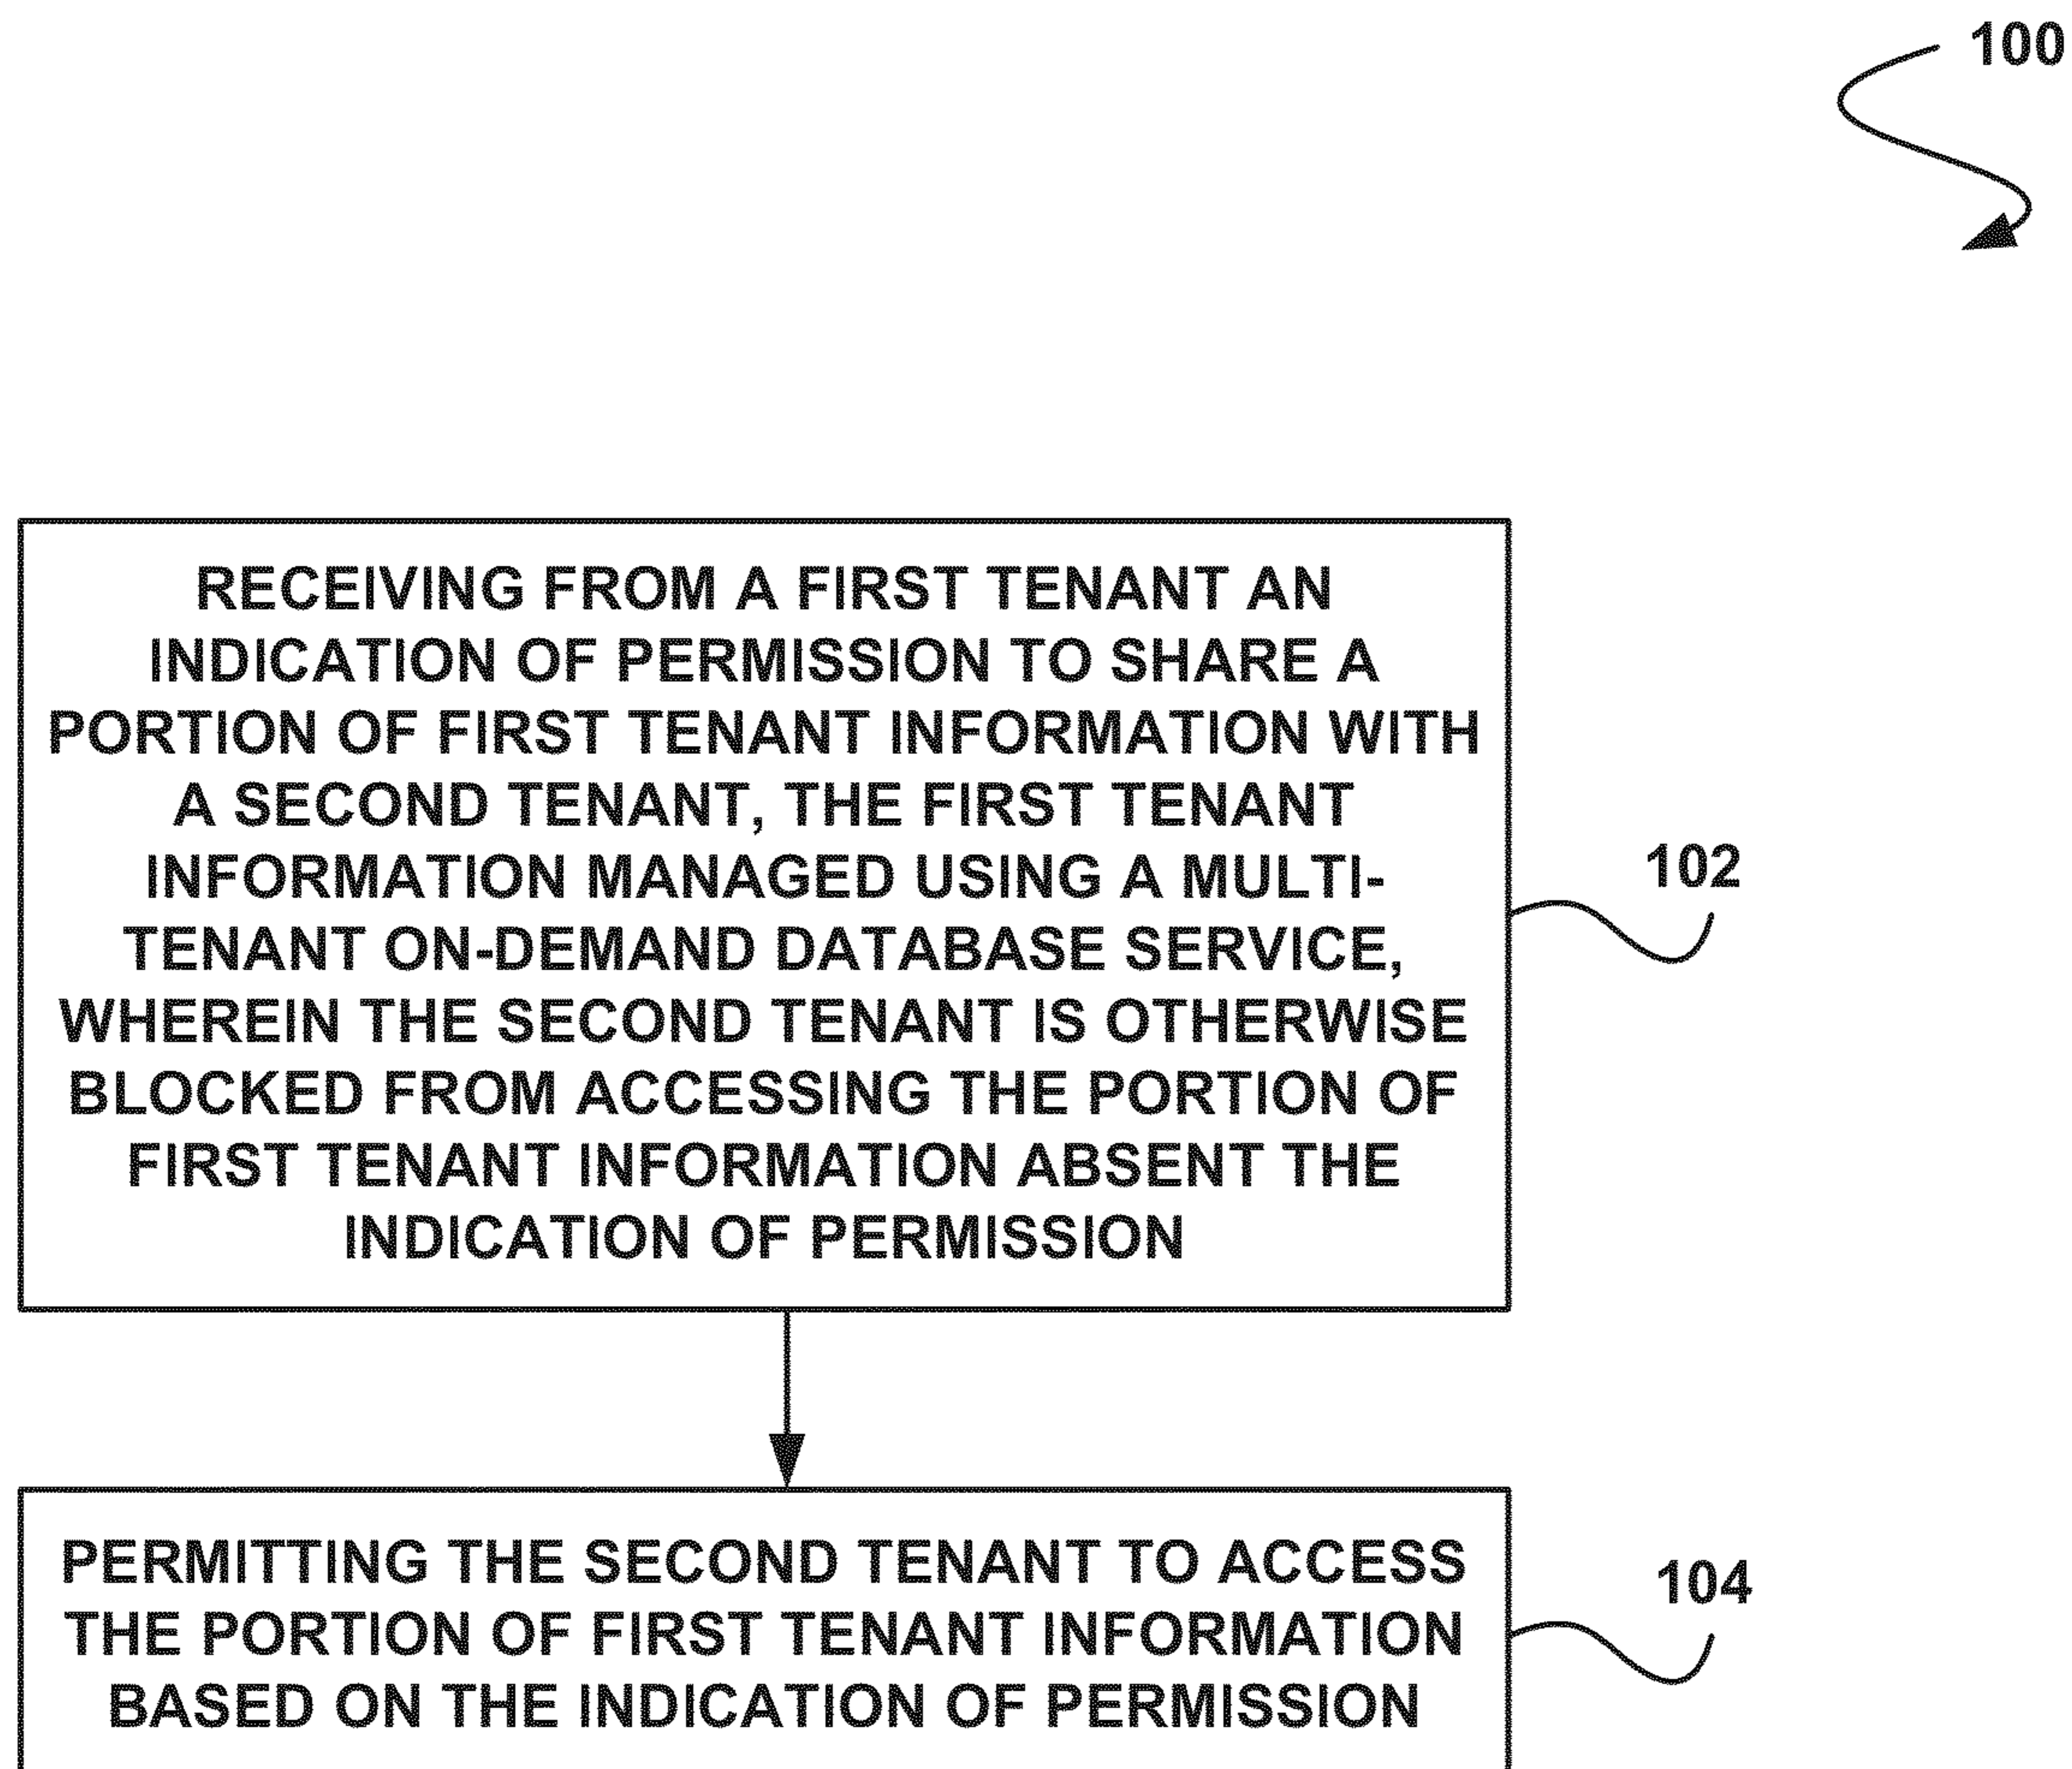 100
RECEIVING FROM A FIRST TENANT AN
INDICATION OF PERMISSION TO SHARE A
PORTION OF FIRST TENANT INFORMATION WITH
A SECOND TENANT, THE FIRST TENANT
INFORMATION MANAGED USING A MULTI-
TENANT ON-DEMAND DATABASE SERVICE,
WHEREIN THE SECOND TENANT IS OTHERWISE
BLOCKED FROM ACCESSING THE PORTION OF
FIRST TENANT INFORMATION ABSENT THE
INDICATION OF PERMISSION
102
PERMITTING THE SECOND TENANT TO ACCESS
THE PORTION OF FIRST TENANT INFORMATION
BASED ON THE INDICATION OF PERMISSION
104